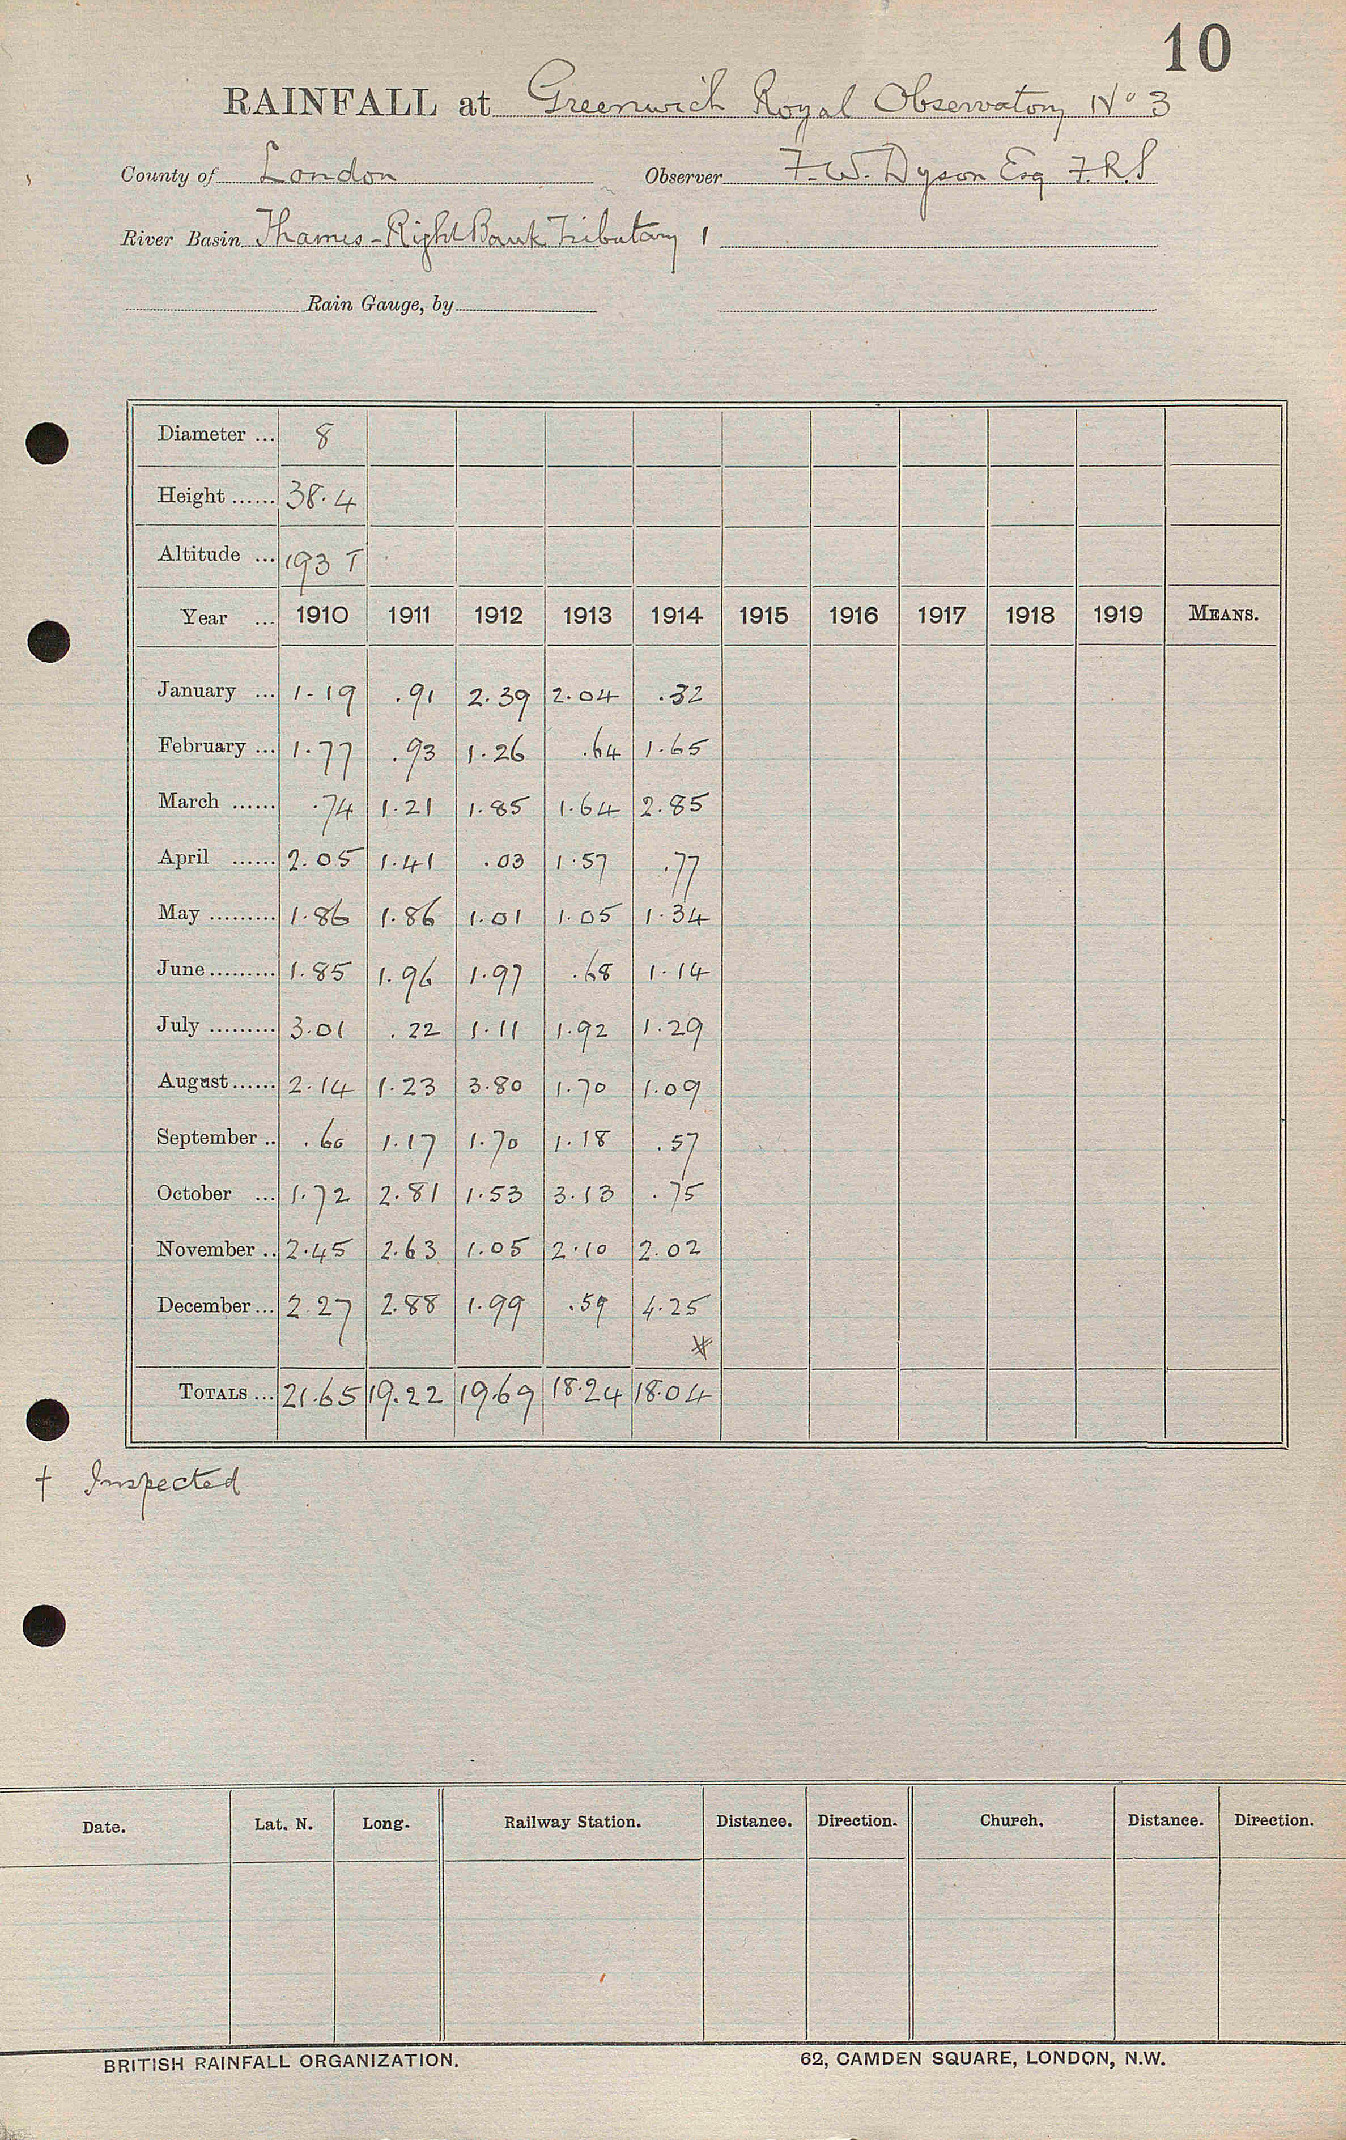 10
RAINFALL at Greenwich Royal Observatory No 3
County of London Observer F. W. Dyson Esq F.R.S
River Basin Thames - Right Bank Tributary 1
Rain Gauge, by
Diameter ... 8
Height ...... 38.4
Altitude ... 193 T
Year ... 1910 1911 1912 1913 1914 1915 1916 1917 1918 1919 MEANS.
January ... 1.19 .91 2.39 2.04 .32
February ... 1.77 .93 1.26 .64 1.65
March ...... .74 1.21 1.85 1.64 2.85
April ...... 2.05 1.41 .03 1.57 .77
May ......... 1.86 1.86 1.01 1.05 1.34
June ......... 1.85 1.96 1.97 .68 1.14
July ......... 3.01 .22 1.11 1.92 1.29
August ...... 2.14 1.23 3.80 1.70 1.09
September .. .60 1.17 1.70 1.18 .57
October ... 1.72 2.81 1.53 3.13 .75
November .. 2.45 2.63 1.05 2.10 2.02
December ... 2.27 2.88 1.99 .59 4.25
TOTALS ... 21.65 19.22 19.69 18.24 18.04
† Inspected
Date. Lat. N. Long. Railway Station. Distance. Direction. Church. Distance. Direction.
BRITISH RAINFALL ORGANIZATION. 62, CAMDEN SQUARE, LONDON, N.W.